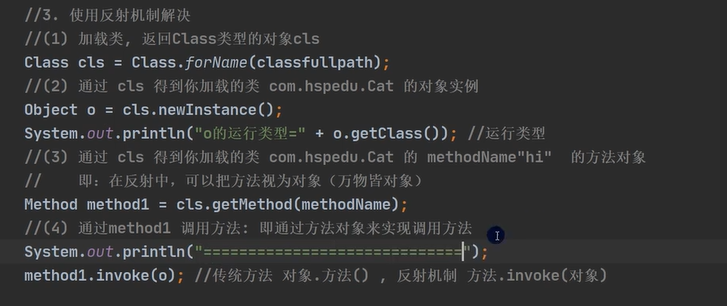 //3. 使用反射机制解决
//(1) 加载类, 返回Class类型的对象cls
Class cls = Class.forName(classfullpath);
//(2) 通过 cls 得到你加载的类 com.hspedu.Cat 的对象实例
Object o = cls.newInstance();
System.out.println("o的运行类型=" + o.getClass()); //运行类型
//(3) 通过 cls 得到你加载的类 com.hspedu.Cat 的 methodName"hi"  的方法对象
//    即：在反射中，可以把方法视为对象（万物皆对象）
Method method1 = cls.getMethod(methodName);
//(4) 通过method1 调用方法: 即通过方法对象来实现调用方法
System.out.println("=============================");
method1.invoke(o); //传统方法 对象.方法() , 反射机制 方法.invoke(对象)